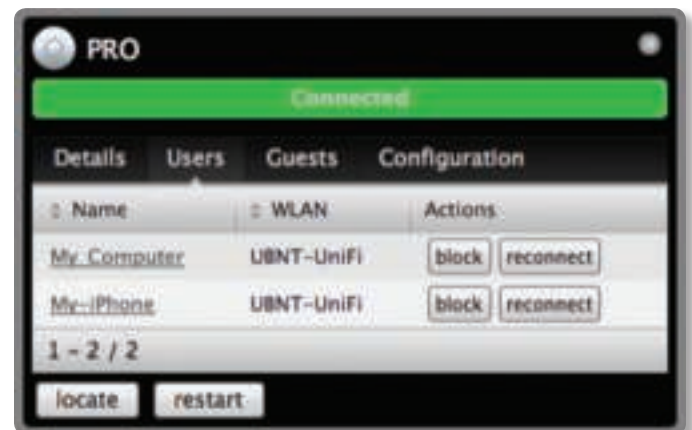 PRO
Connected
Details Users Guests Configuration
Name WLAN Actions
My Computer UBNT-UniFi block reconnect
My-iPhone UBNT-UniFi block reconnect
1 - 2 / 2
locate restart